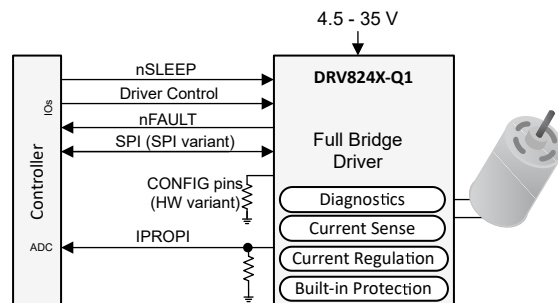 4.5 - 35 V
nSLEEP
DRV824X-Q1
Driver Control
IOs
nFAULT
SPI (SPI variant)
Full Bridge
Driver
Controller
CONFIG pins
(HW variant)
Diagnostics
Current Sense
ADC
IPROPI
Current Regulation
Built-in Protection